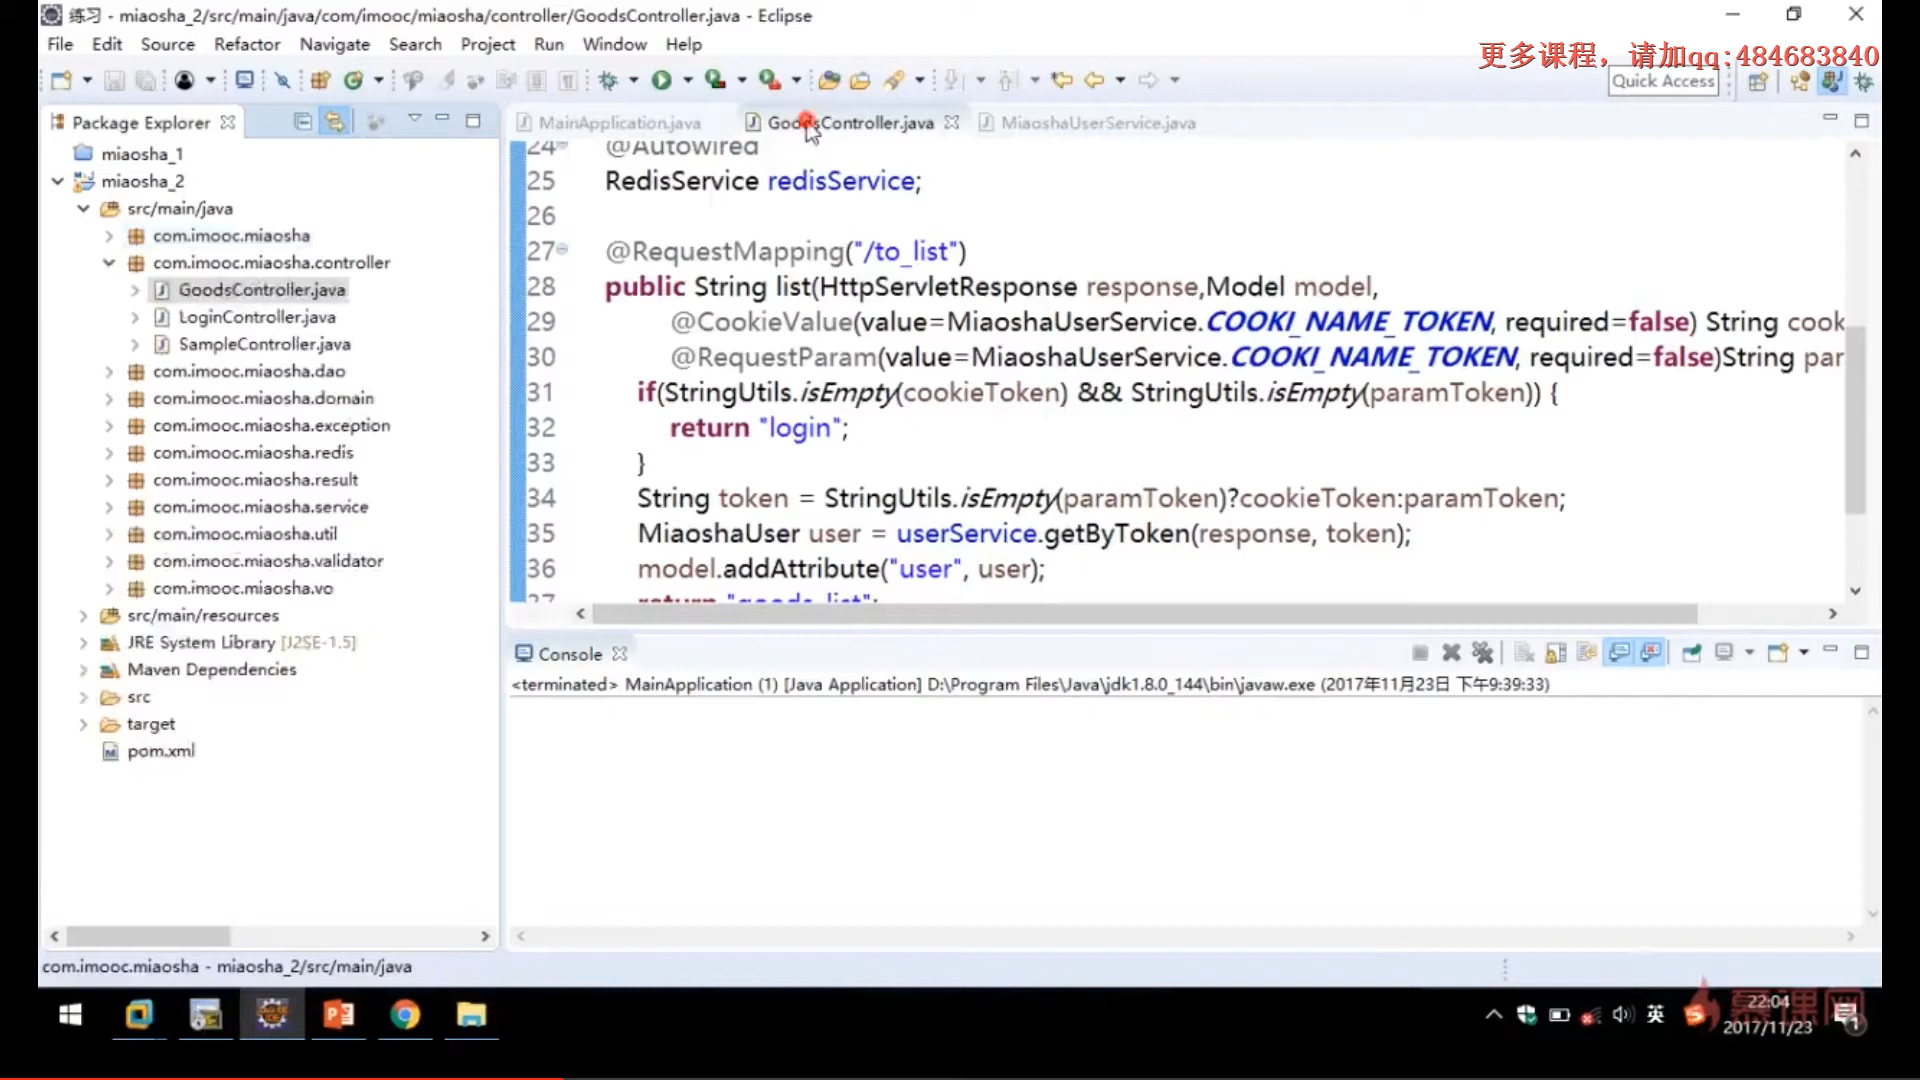 练习 - miaosha_2/src/main/java/com/imooc/miaosha/controller/GoodsController.java - Eclipse
File Edit Source Refactor Navigate Search Project Run Window Help
更多课程，请加qq:484683840
Quick Access
Package Explorer
MainApplication.java
GoodsController.java
MiaoshaUserService.java
miaosha_1
miaosha_2
src/main/java
com.imooc.miaosha
com.imooc.miaosha.controller
GoodsController.java
LoginController.java
SampleController.java
com.imooc.miaosha.dao
com.imooc.miaosha.domain
com.imooc.miaosha.exception
com.imooc.miaosha.redis
com.imooc.miaosha.result
com.imooc.miaosha.service
com.imooc.miaosha.util
com.imooc.miaosha.validator
com.imooc.miaosha.vo
src/main/resources
JRE System Library [J2SE-1.5]
Maven Dependencies
src
target
pom.xml
24 @Autowired
25 RedisService redisService;
26
27 @RequestMapping("/to_list")
28 public String list(HttpServletResponse response,Model model,
29 @CookieValue(value=MiaoshaUserService.COOKI_NAME_TOKEN, required=false) String cook
30 @RequestParam(value=MiaoshaUserService.COOKI_NAME_TOKEN, required=false)String par
31 if(StringUtils.isEmpty(cookieToken) && StringUtils.isEmpty(paramToken)) {
32 return "login";
33 }
34 String token = StringUtils.isEmpty(paramToken)?cookieToken:paramToken;
35 MiaoshaUser user = userService.getByToken(response, token);
36 model.addAttribute("user", user);
37 return "goods_list";
Console
<terminated> MainApplication (1) [Java Application] D:\Program Files\Java\jdk1.8.0_144\bin\javaw.exe (2017年11月23日 下午9:39:33)
com.imooc.miaosha - miaosha_2/src/main/java
英
慕课网
22:04
2017/11/23
1